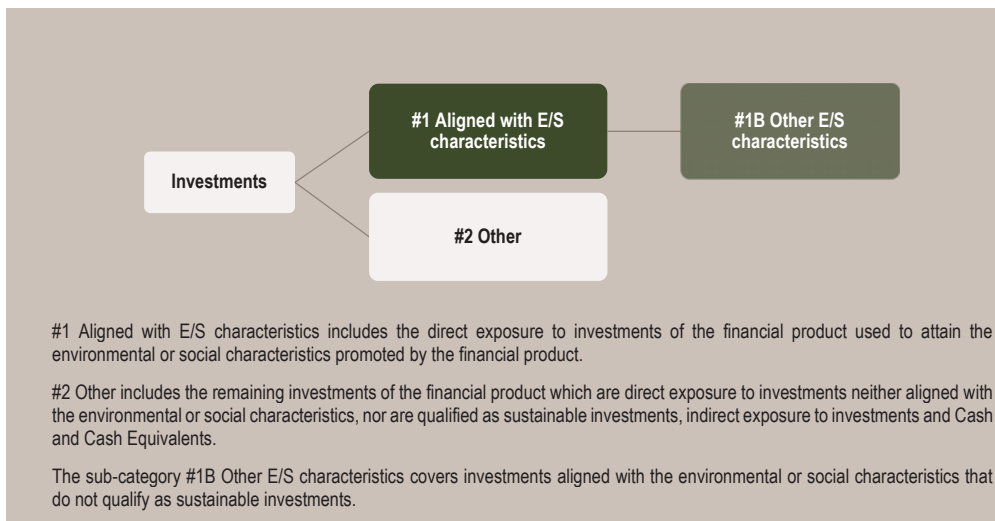 #1 Aligned with E/S
characteristics
#1B Other E/S
characteristics
Investments
#2 Other
#1 Aligned with E/S characteristics includes the direct exposure to investments of the financial product used to attain the
environmental or social characteristics promoted by the financial product.
#2 Other includes the remaining investments of the financial product which are direct exposure to investments neither aligned with
the environmental or social characteristics, nor are qualified as sustainable investments, indirect exposure to investments and Cash
and Cash Equivalents.
The sub-category #1B Other E/S characteristics covers investments aligned with the environmental or social characteristics that
do not qualify as sustainable investments.